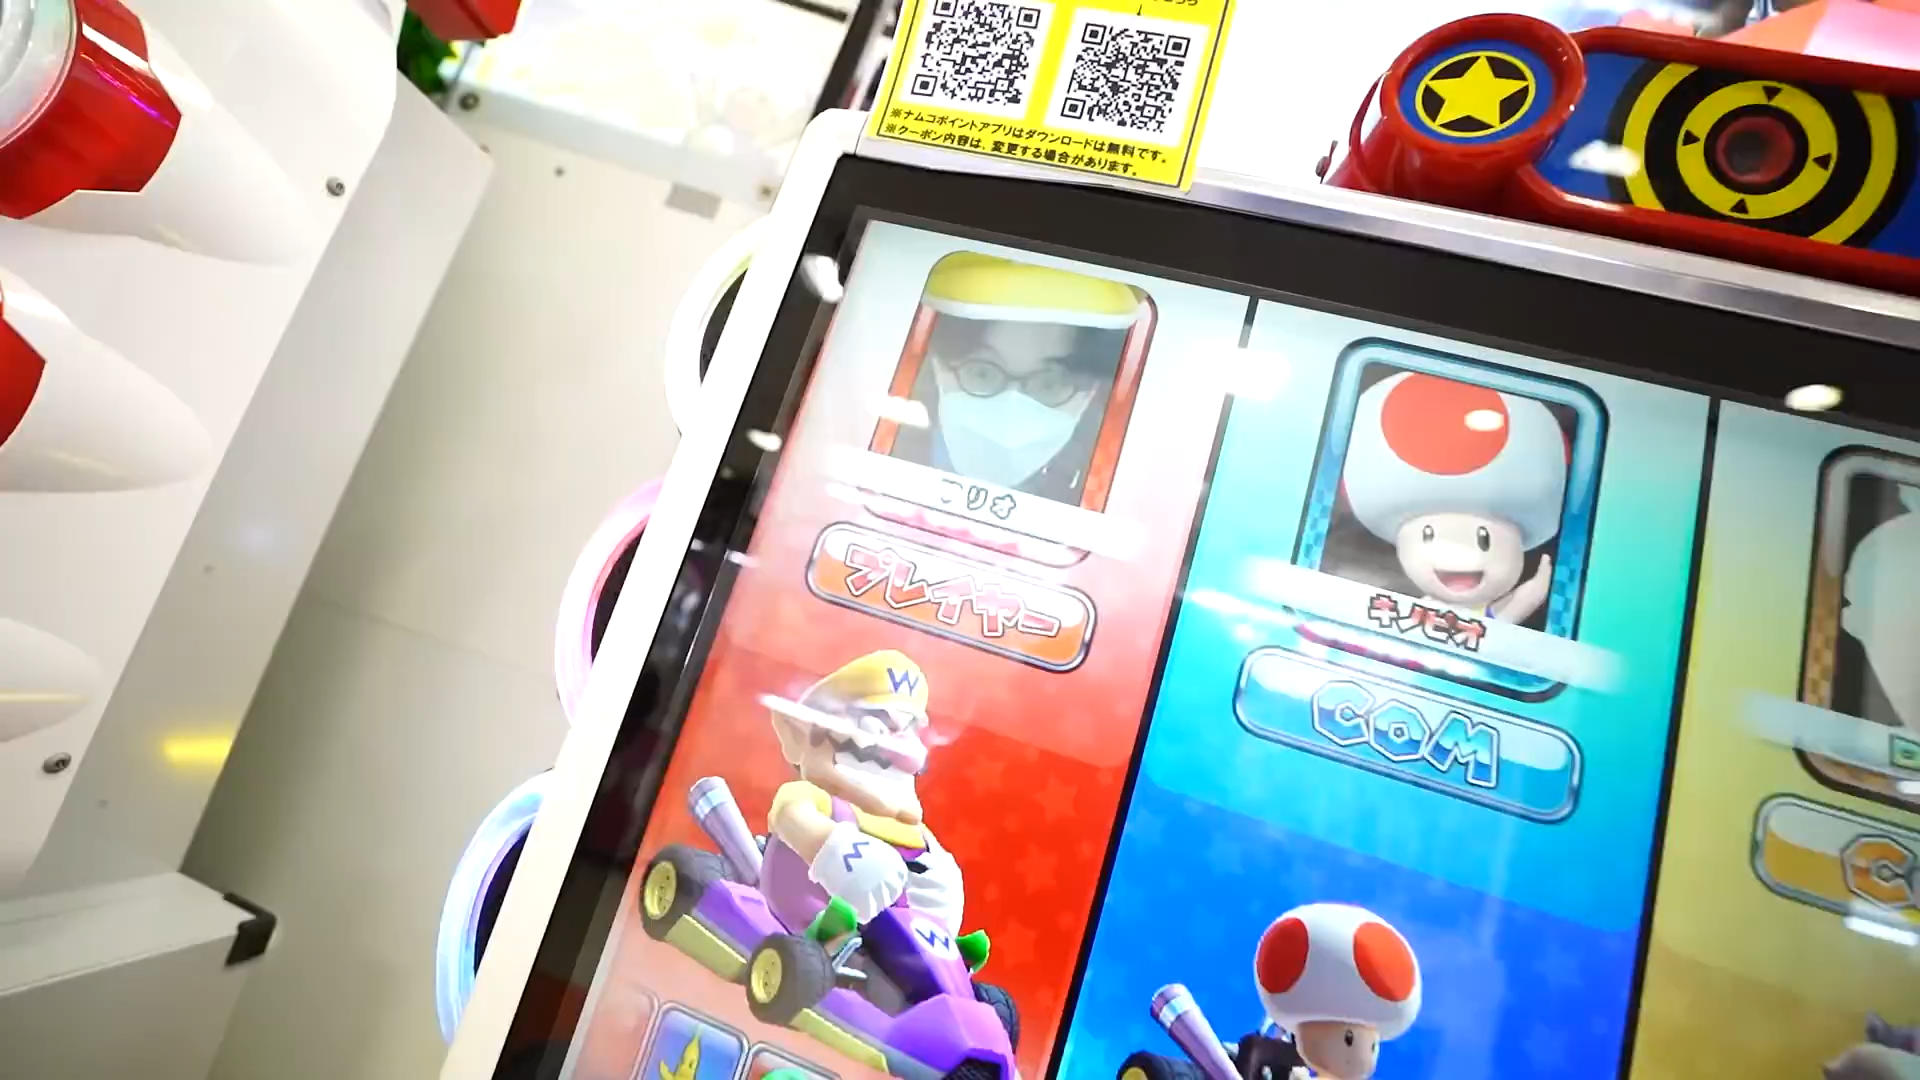 ※ナムコポイントアプリはダウンロードは無料です。
※クーポン内容は、変更する場合があります。
プレイヤー
キノピオ
COM
W
W